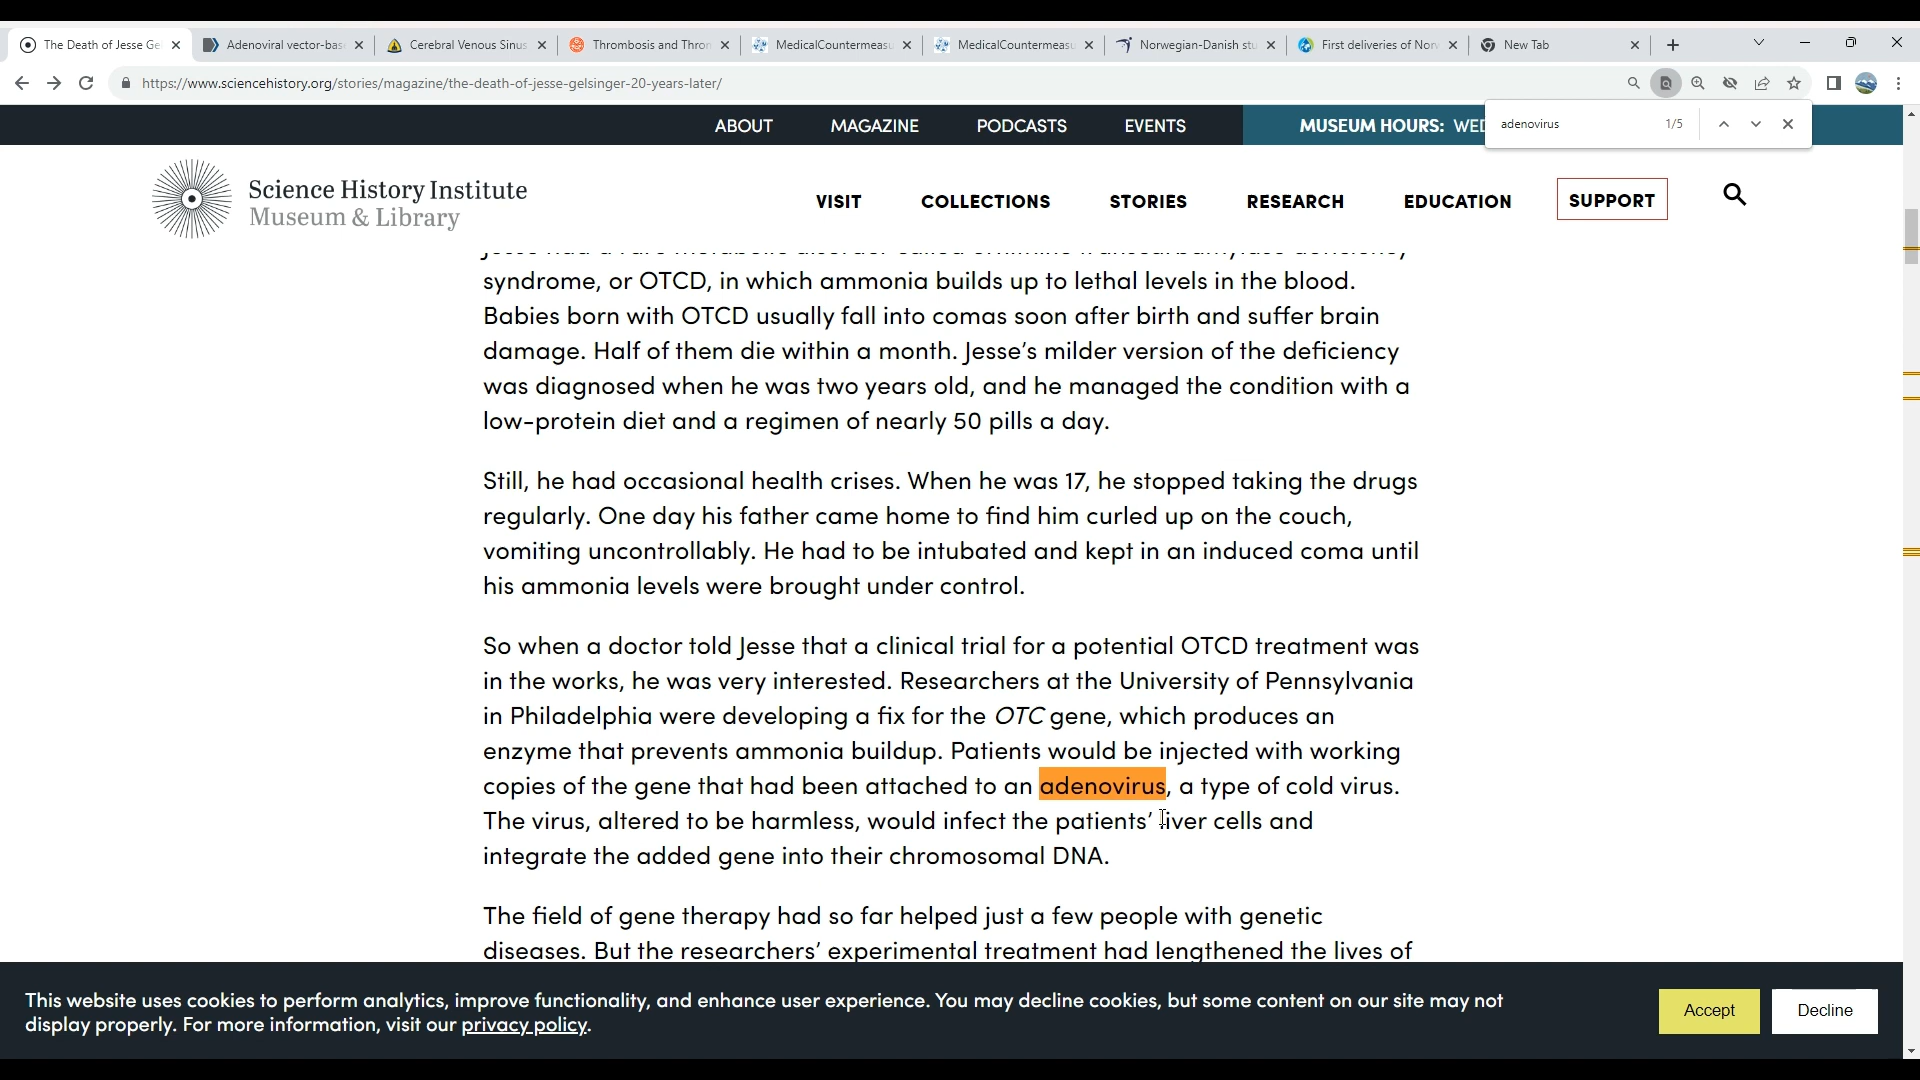 The Death of Jesse Ge
Adenoviral vector-bas
Cerebral Venous Sinus
Thrombosis and Thron
MedicalCountermeasu
MedicalCountermeasu
Norwegian-Danish stu
First deliveries of Nor
New Tab
https://www.sciencehistory.org/stories/magazine/the-death-of-jesse-gelsinger-20-years-later/
ABOUT MAGAZINE PODCASTS EVENTS MUSEUM HOURS: WED
adenovirus 1/5
Science History Institute
Museum & Library
VISIT COLLECTIONS STORIES RESEARCH EDUCATION SUPPORT
syndrome, or OTCD, in which ammonia builds up to lethal levels in the blood.
Babies born with OTCD usually fall into comas soon after birth and suffer brain
damage. Half of them die within a month. Jesse’s milder version of the deficiency
was diagnosed when he was two years old, and he managed the condition with a
low-protein diet and a regimen of nearly 50 pills a day.
Still, he had occasional health crises. When he was 17, he stopped taking the drugs
regularly. One day his father came home to find him curled up on the couch,
vomiting uncontrollably. He had to be intubated and kept in an induced coma until
his ammonia levels were brought under control.
So when a doctor told Jesse that a clinical trial for a potential OTCD treatment was
in the works, he was very interested. Researchers at the University of Pennsylvania
in Philadelphia were developing a fix for the OTC gene, which produces an
enzyme that prevents ammonia buildup. Patients would be injected with working
copies of the gene that had been attached to an adenovirus, a type of cold virus.
The virus, altered to be harmless, would infect the patients’ liver cells and
integrate the added gene into their chromosomal DNA.
The field of gene therapy had so far helped just a few people with genetic
diseases. But the researchers’ experimental treatment had lengthened the lives of
This website uses cookies to perform analytics, improve functionality, and enhance user experience. You may decline cookies, but some content on our site may not
display properly. For more information, visit our privacy policy.
Accept
Decline